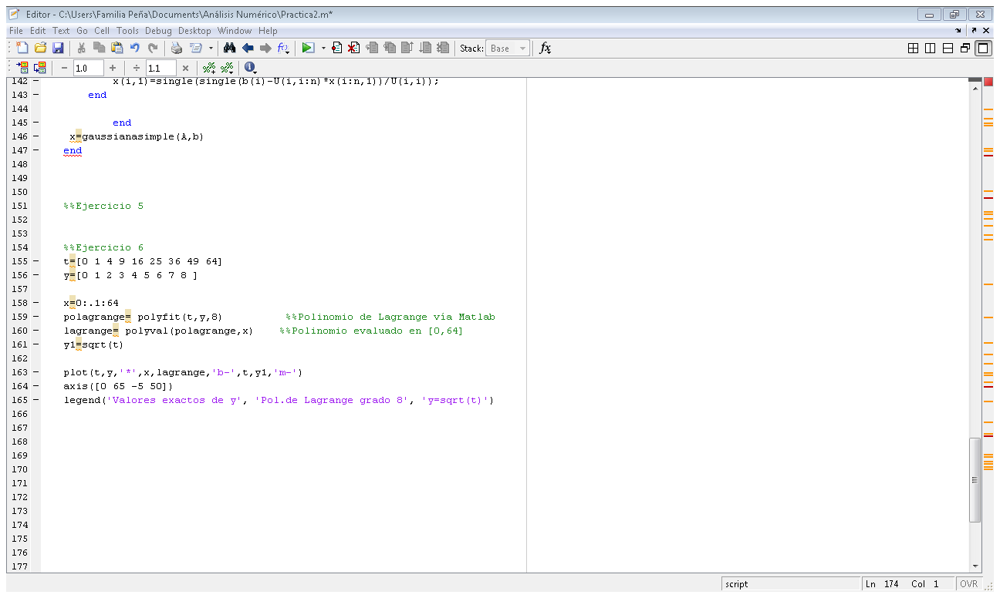 Editor - C:\Users\Familia Peña\Documents\Análisis Numérico\Practica2.m*
File Edit Text Go Cell Tools Debug Desktop Window Help
Stack: Base fx
− 1.0 + ÷ 1.1 ×
142 − x(i,1)=single(single(b(i)-U(i,i:n)*x(i:n,1))/U(i,i));
143 − end
144
145 − end
146 − x=gaussianasimple(A,b)
147 − end
148
149
150
151 %%Ejercicio 5
152
153
154 %%Ejercicio 6
155 − t=[0 1 4 9 16 25 36 49 64]
156 − y=[0 1 2 3 4 5 6 7 8 ]
157
158 − x=0:.1:64
159 − polagrange= polyfit(t,y,8) %%Polinomio de Lagrange vía Matlab
160 − lagrange= polyval(polagrange,x) %%Polinomio evaluado en [0,64]
161 − y1=sqrt(t)
162
163 − plot(t,y,'*',x,lagrange,'b-',t,y1,'m-')
164 − axis([0 65 -5 50])
165 − legend('Valores exactos de y', 'Pol.de Lagrange grado 8', 'y=sqrt(t)')
166
167
168
169
170
171
172
173
174
175
176
177
script Ln 174 Col 1 OVR